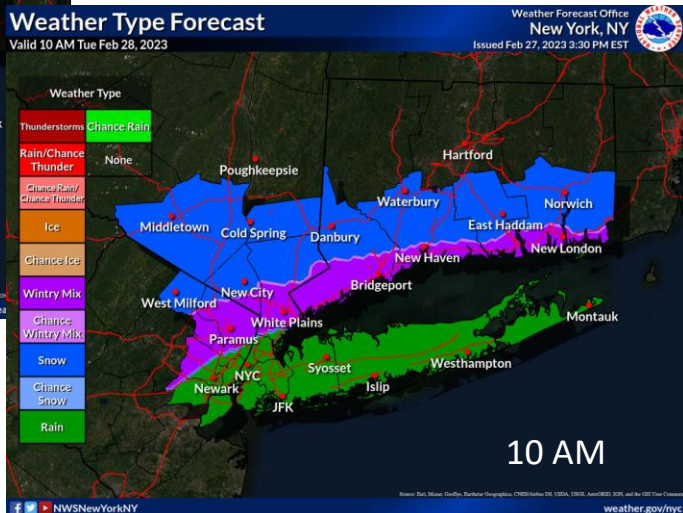 Weather Type Forecast
Valid 10 AM Tue Feb 28, 2023
Weather Forecast Office
New York, NY
Issued Feb 27, 2023 3:30 PM EST
Weather Type
Thunderstorms
Chance Rain
Rain/Chance
Thunder
None
Chance Rain/
Chance Thunder
Ice
Chance Ice
Wintry Mix
Chance
Wintry Mix
Snow
Chance
Snow
Rain
Poughkeepsie
Hartford
Waterbury
Norwich
Middletown
Cold Spring
Danbury
East Haddam
New Haven
New London
Bridgeport
West Milford
New City
White Plains
Paramus
Montauk
NYC
Syosset
Westhampton
Newark
Islip
JFK
10 AM
NWSNewYorkNY
weather.gov/nyc